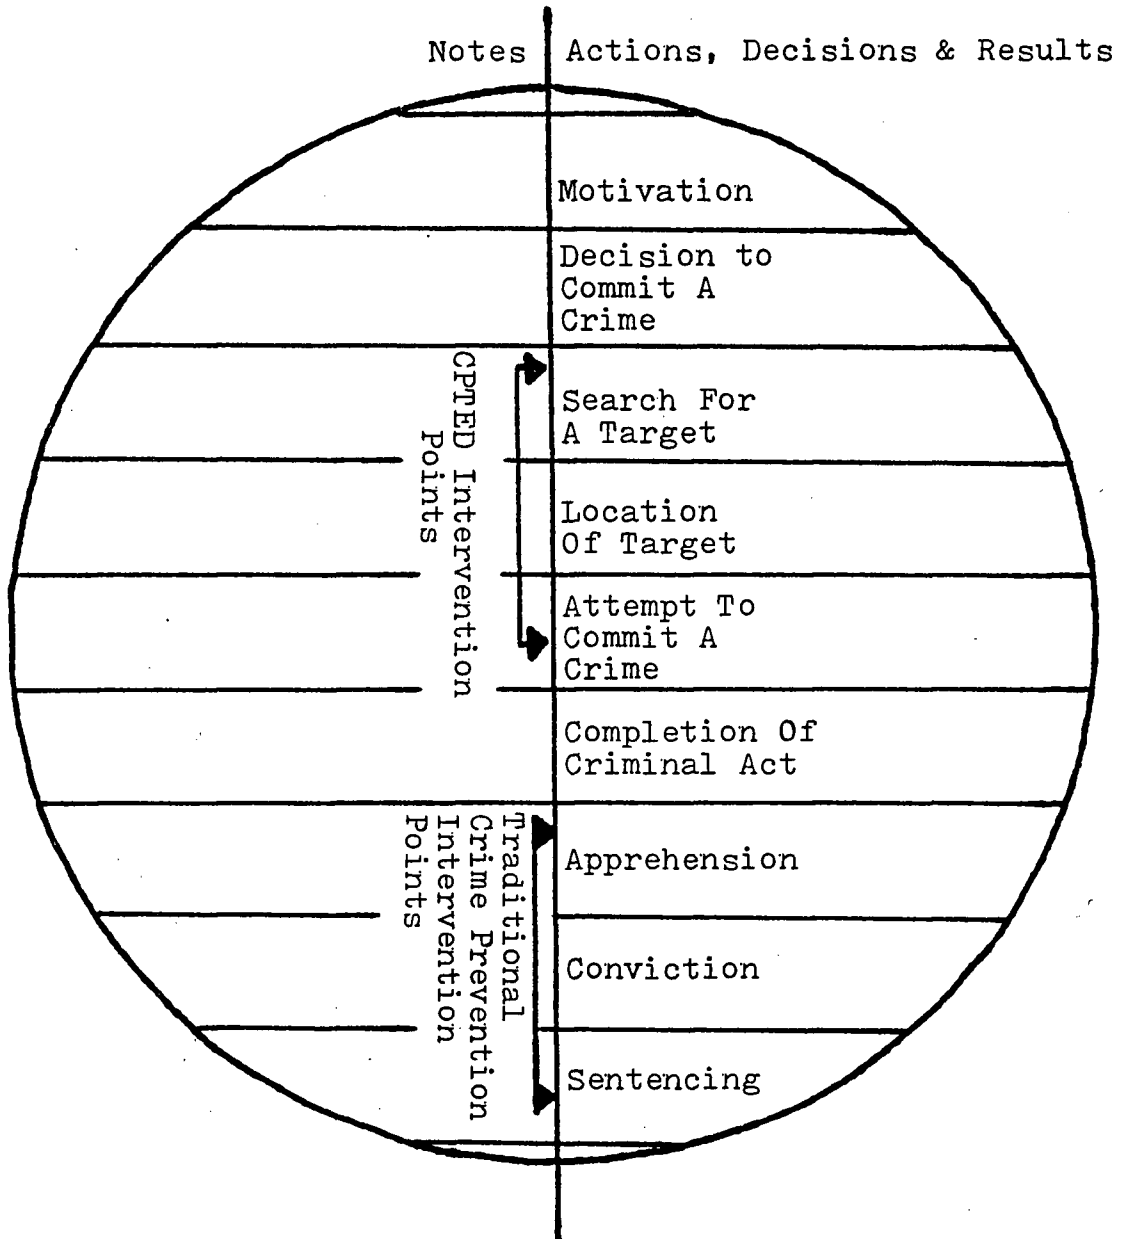 Notes
Actions, Decisions & Results
Motivation
Decision to
Commit A
Crime
CPTED Intervention
Points
Search For
A Target
Location
Of Target
Attempt To
Commit A
Crime
Completion Of
Criminal Act
Traditional
Crime Prevention
Intervention
Points
Apprehension
Conviction
Sentencing